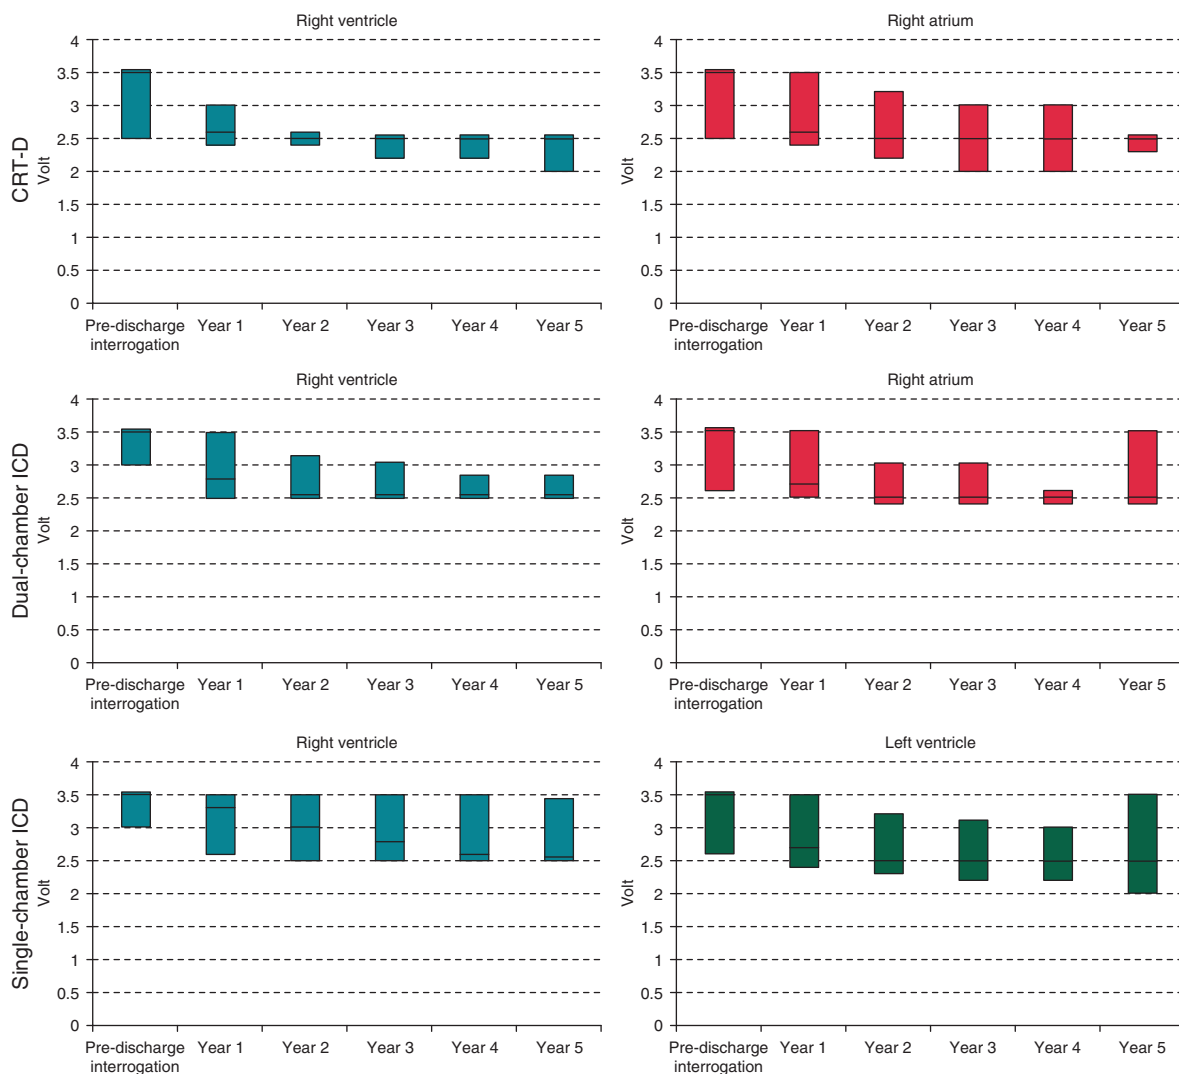 CRT-D
Right ventricle
Volt
4
3.5
3
2.5
2
1.5
1
0.5
0
Pre-discharge interrogation
Year 1
Year 2
Year 3
Year 4
Year 5
Right atrium
Volt
4
3.5
3
2.5
2
1.5
1
0.5
0
Pre-discharge interrogation
Year 1
Year 2
Year 3
Year 4
Year 5
Dual-chamber ICD
Right ventricle
Volt
4
3.5
3
2.5
2
1.5
1
0.5
0
Pre-discharge interrogation
Year 1
Year 2
Year 3
Year 4
Year 5
Right atrium
Volt
4
3.5
3
2.5
2
1.5
1
0.5
0
Pre-discharge interrogation
Year 1
Year 2
Year 3
Year 4
Year 5
Single-chamber ICD
Right ventricle
Volt
4
3.5
3
2.5
2
1.5
1
0.5
0
Pre-discharge interrogation
Year 1
Year 2
Year 3
Year 4
Year 5
Left ventricle
Volt
4
3.5
3
2.5
2
1.5
1
0.5
0
Pre-discharge interrogation
Year 1
Year 2
Year 3
Year 4
Year 5